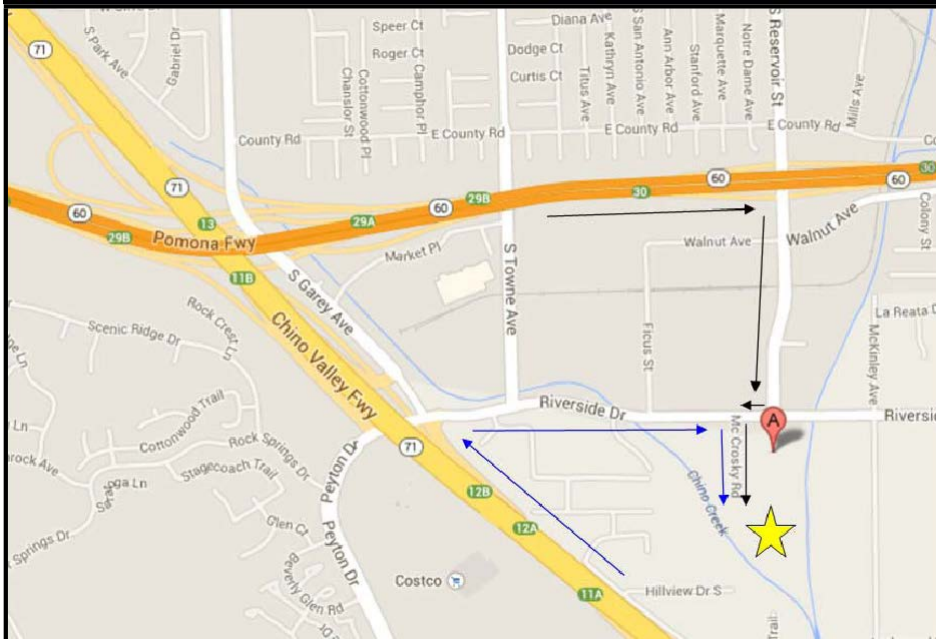 Diana Ave
S Reservoir St
Speer Ct
71
S Park Ave
Gabriel Dr
Roger Ct
Dodge Ct
Curtis Ct
Chanslor St
Cottonwood Pl
Camphor Pl
Titus Ave
Kathryn Ave
S San Antonio Ave
Ann Arbor Ave
Stanford Ave
Marquette Ave
Notre Dame Ave
Mills Ave
County Rd
E County Rd
E County Rd
E County Rd
71
60
30
60
60
30
29B
29A
60
29B
13
Pomona Fwy
11B
Market Pl
Walnut Ave
Walnut Ave
Colony St
S Garey Ave
S Towne Ave
Rock Crest Ln
Scenic Ridge Dr
Chino Valley Fwy
Ficus St
La Reata
McKinley Ave
Riverside Dr
A
Cottonwood Trail
Rock Springs Dr
Stagecoach Trail
Peyton Dr
71
Mc Crosky Rd
12B
Chino Creek
12A
Glen Ct
Springs Dr
Peyton Dr
Beverly Glen Rd
Costco
11A
Hillview Dr S